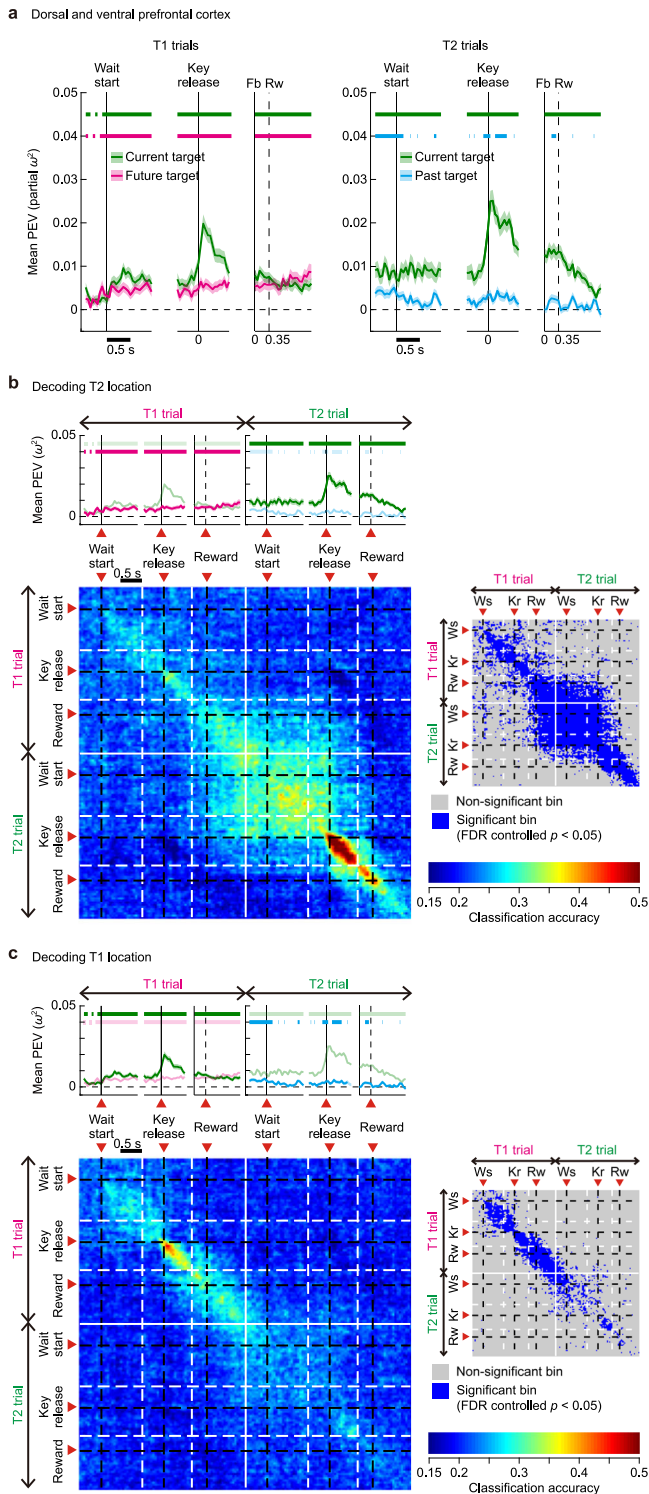 a Dorsal and ventral prefrontal cortex
T1 trials
T2 trials
Wait start
Key release
Fb Rw
Wait start
Key release
Fb Rw
0.05
0.04
0.03
0.02
0.01
0
Mean PEV (partial ω²)
Current target
Future target
Current target
Past target
0.5 s
0
0 0.35
0.5 s
0
0 0.35
b Decoding T2 location
T1 trial
T2 trial
0.05
0
Mean PEV (ω²)
Wait start
Key release
Reward
Wait start
Key release
Reward
0.5 s
T1 trial
T2 trial
Wait start
Key release
Reward
Wait start
Key release
Reward
T1 trial
T2 trial
Ws Kr Rw Ws Kr Rw
T1 trial
T2 trial
Ws
Kr
Rw
Ws
Kr
Rw
Non-significant bin
Significant bin
(FDR controlled p < 0.05)
0.15 0.2 0.3 0.4 0.5
Classification accuracy
c Decoding T1 location
T1 trial
T2 trial
0.05
0
Mean PEV (ω²)
Wait start
Key release
Reward
Wait start
Key release
Reward
0.5 s
T1 trial
T2 trial
Wait start
Key release
Reward
Wait start
Key release
Reward
T1 trial
T2 trial
Ws Kr Rw Ws Kr Rw
T1 trial
T2 trial
Ws
Kr
Rw
Ws
Kr
Rw
Non-significant bin
Significant bin
(FDR controlled p < 0.05)
0.15 0.2 0.3 0.4 0.5
Classification accuracy